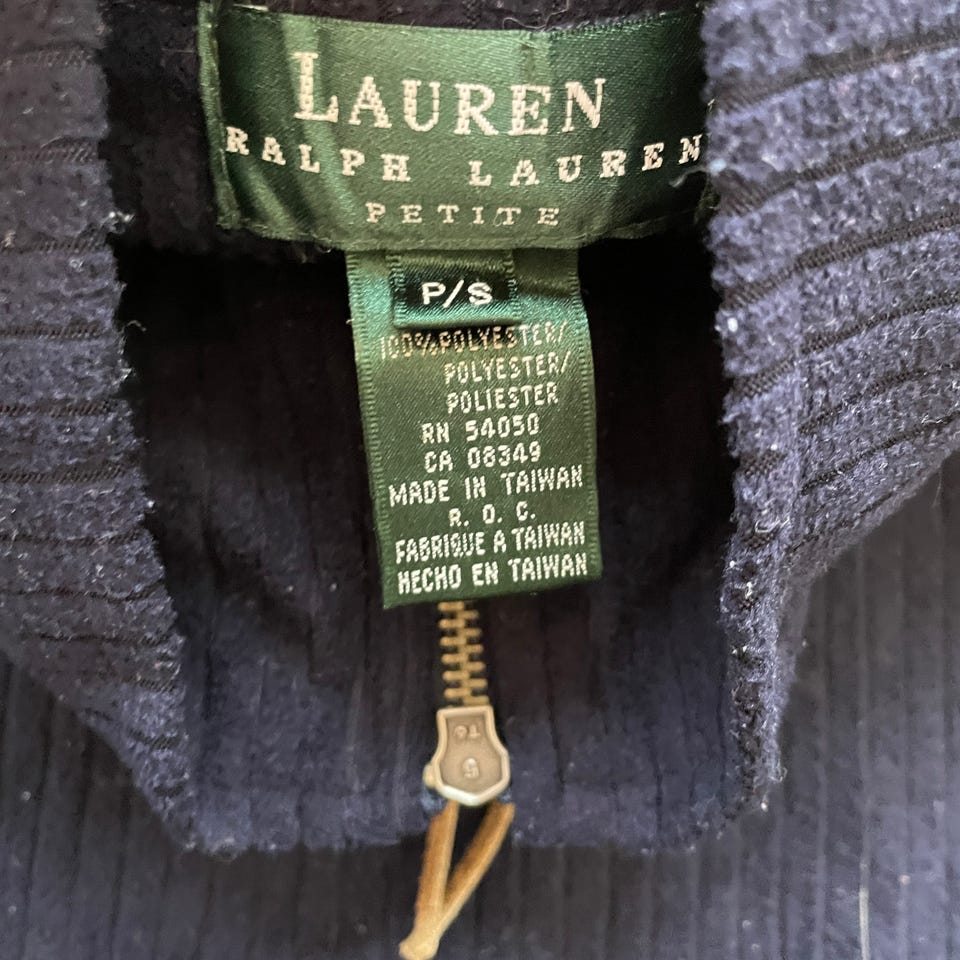 LAUREN
RALPH LAUREN
PETITE
P/S
100% POLYESTER/
POLYESTER/
POLIESTER
RN 54050
CA 08349
MADE IN TAIWAN
R. O. C.
FABRIQUE A TAIWAN
HECHO EN TAIWAN